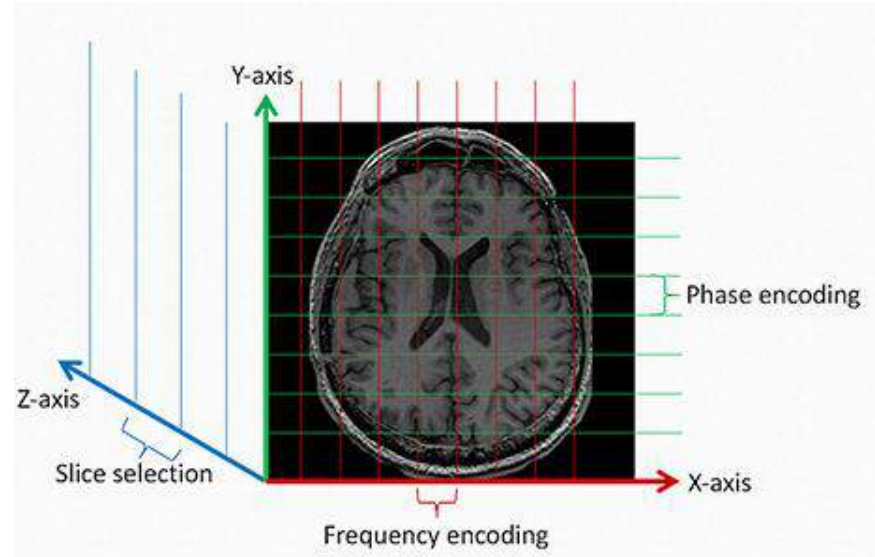 Y-axis
Phase encoding
Z-axis
Slice selection
X-axis
Frequency encoding